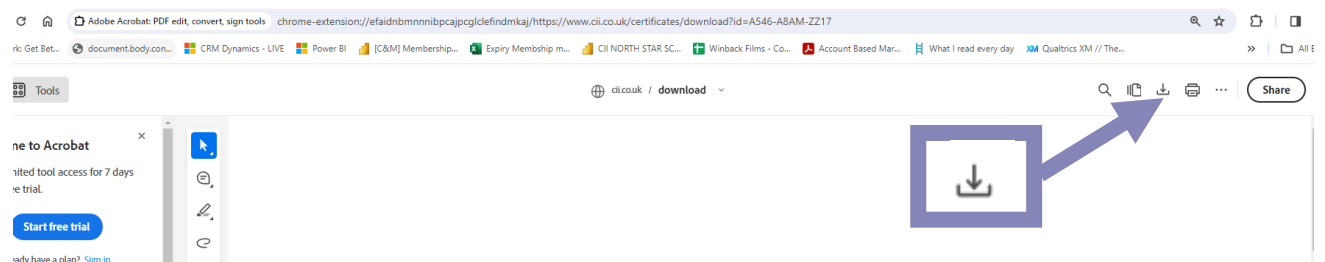 Adobe Acrobat: PDF edit, convert, sign tools chrome-extension://efaidnbmnnnibpcajpcglclefindmkaj/https://www.cii.co.uk/certificates/download?id=A546-A8AM-ZZ17
rk: Get Bet... document.body.con... CRM Dynamics - LIVE Power BI [C&M] Membership... Expiry Membship m... CII NORTH STAR SC... Winback Films - Co... Account Based Mar... What I read every day XM Qualtrics XM // The... » All
Tools cii.co.uk / download ... Share
ne to Acrobat ×
nited tool access for 7 days
ee trial.
Start free trial
eady have a plan? Sign in